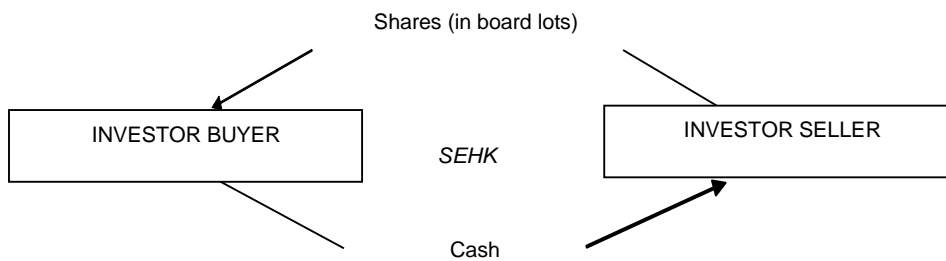 Shares (in board lots)
INVESTOR BUYER
INVESTOR SELLER
SEHK
Cash